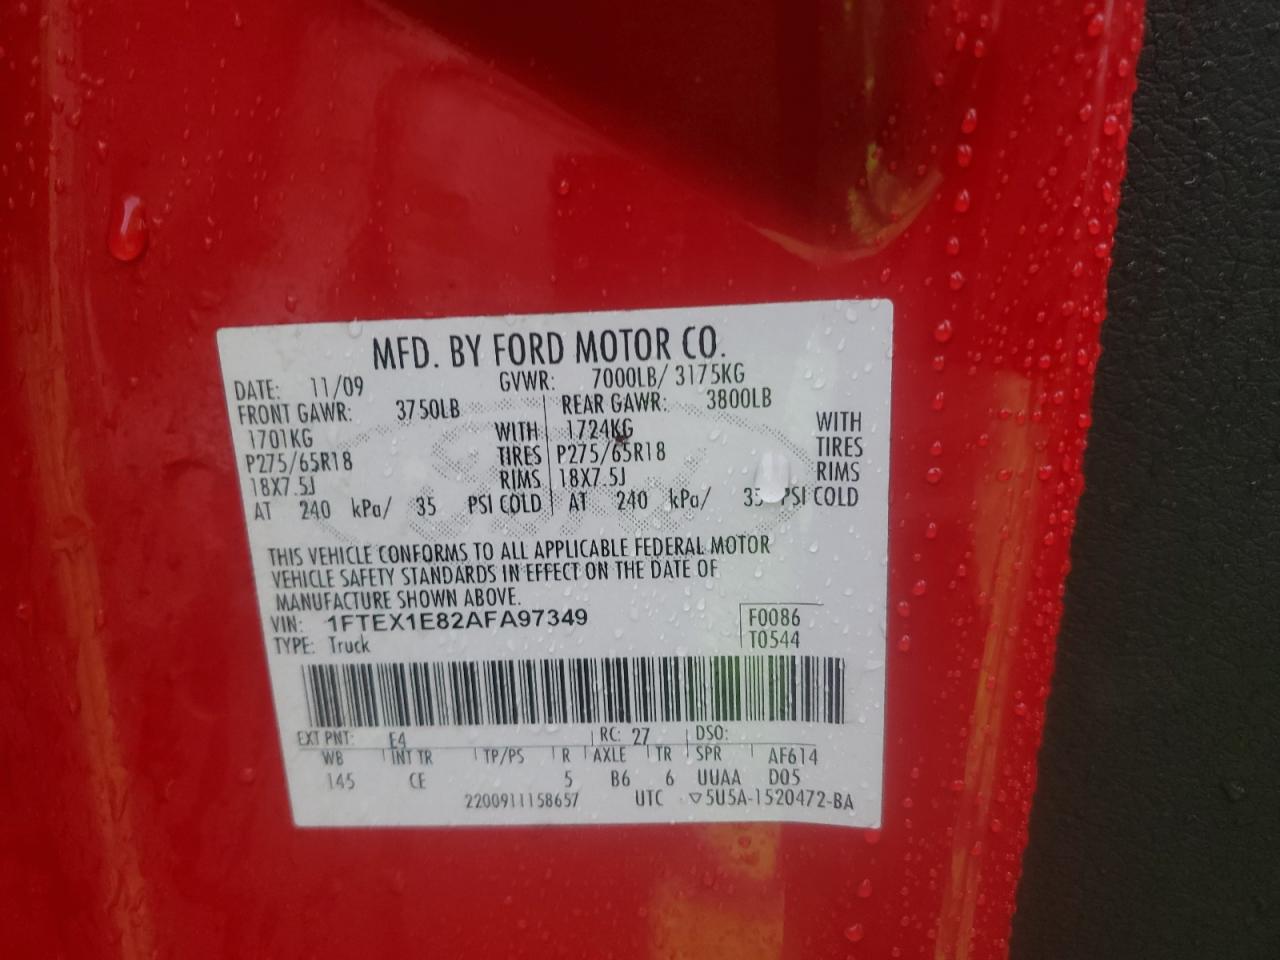 MFD. BY FORD MOTOR CO.
DATE: 11/09 GVWR: 7000LB/ 3175KG
FRONT GAWR: 3750LB REAR GAWR: 3800LB
1701KG WITH 1724KG WITH
P275/65R18 TIRES P275/65R18 TIRES
18X7.5J RIMS 18X7.5J RIMS
AT 240 kPa/ 35 PSI COLD AT 240 kPa/ 35 PSI COLD
THIS VEHICLE CONFORMS TO ALL APPLICABLE FEDERAL MOTOR
VEHICLE SAFETY STANDARDS IN EFFECT ON THE DATE OF
MANUFACTURE SHOWN ABOVE.
VIN: 1FTEX1E82AFA97349 F0086
TYPE: Truck T0544
EXT PNT: E4 RC: 27 DSO:
WB INT TR TP/PS R AXLE TR SPR AF614
145 CE 5 B6 6 UUAA D05
2200911158657 UTC ▽5U5A-1520472-BA